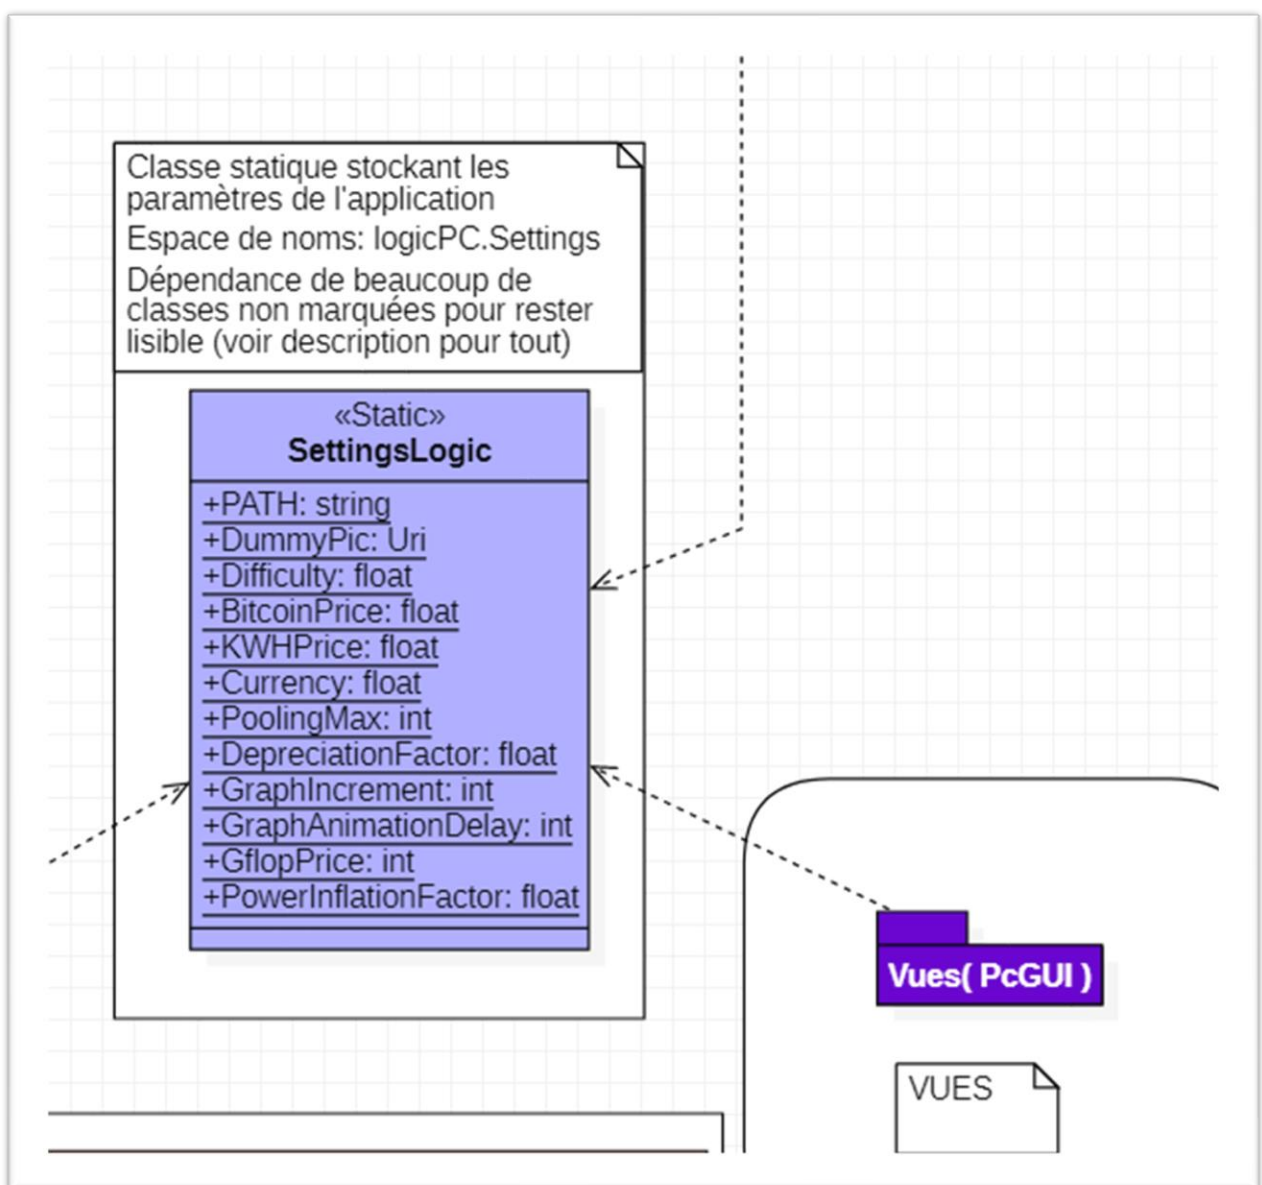 Classe statique stockant les
paramètres de l'application
Espace de noms: logicPC.Settings
Dépendance de beaucoup de
classes non marquées pour rester
lisible (voir description pour tout)
«Static»
SettingsLogic
+PATH: string
+DummyPic: Uri
+Difficulty: float
+BitcoinPrice: float
+KWHPrice: float
+Currency: float
+PoolingMax: int
+DepreciationFactor: float
+GraphIncrement: int
+GraphAnimationDelay: int
+GflopPrice: int
+PowerInflationFactor: float
Vues( PcGUI )
VUES